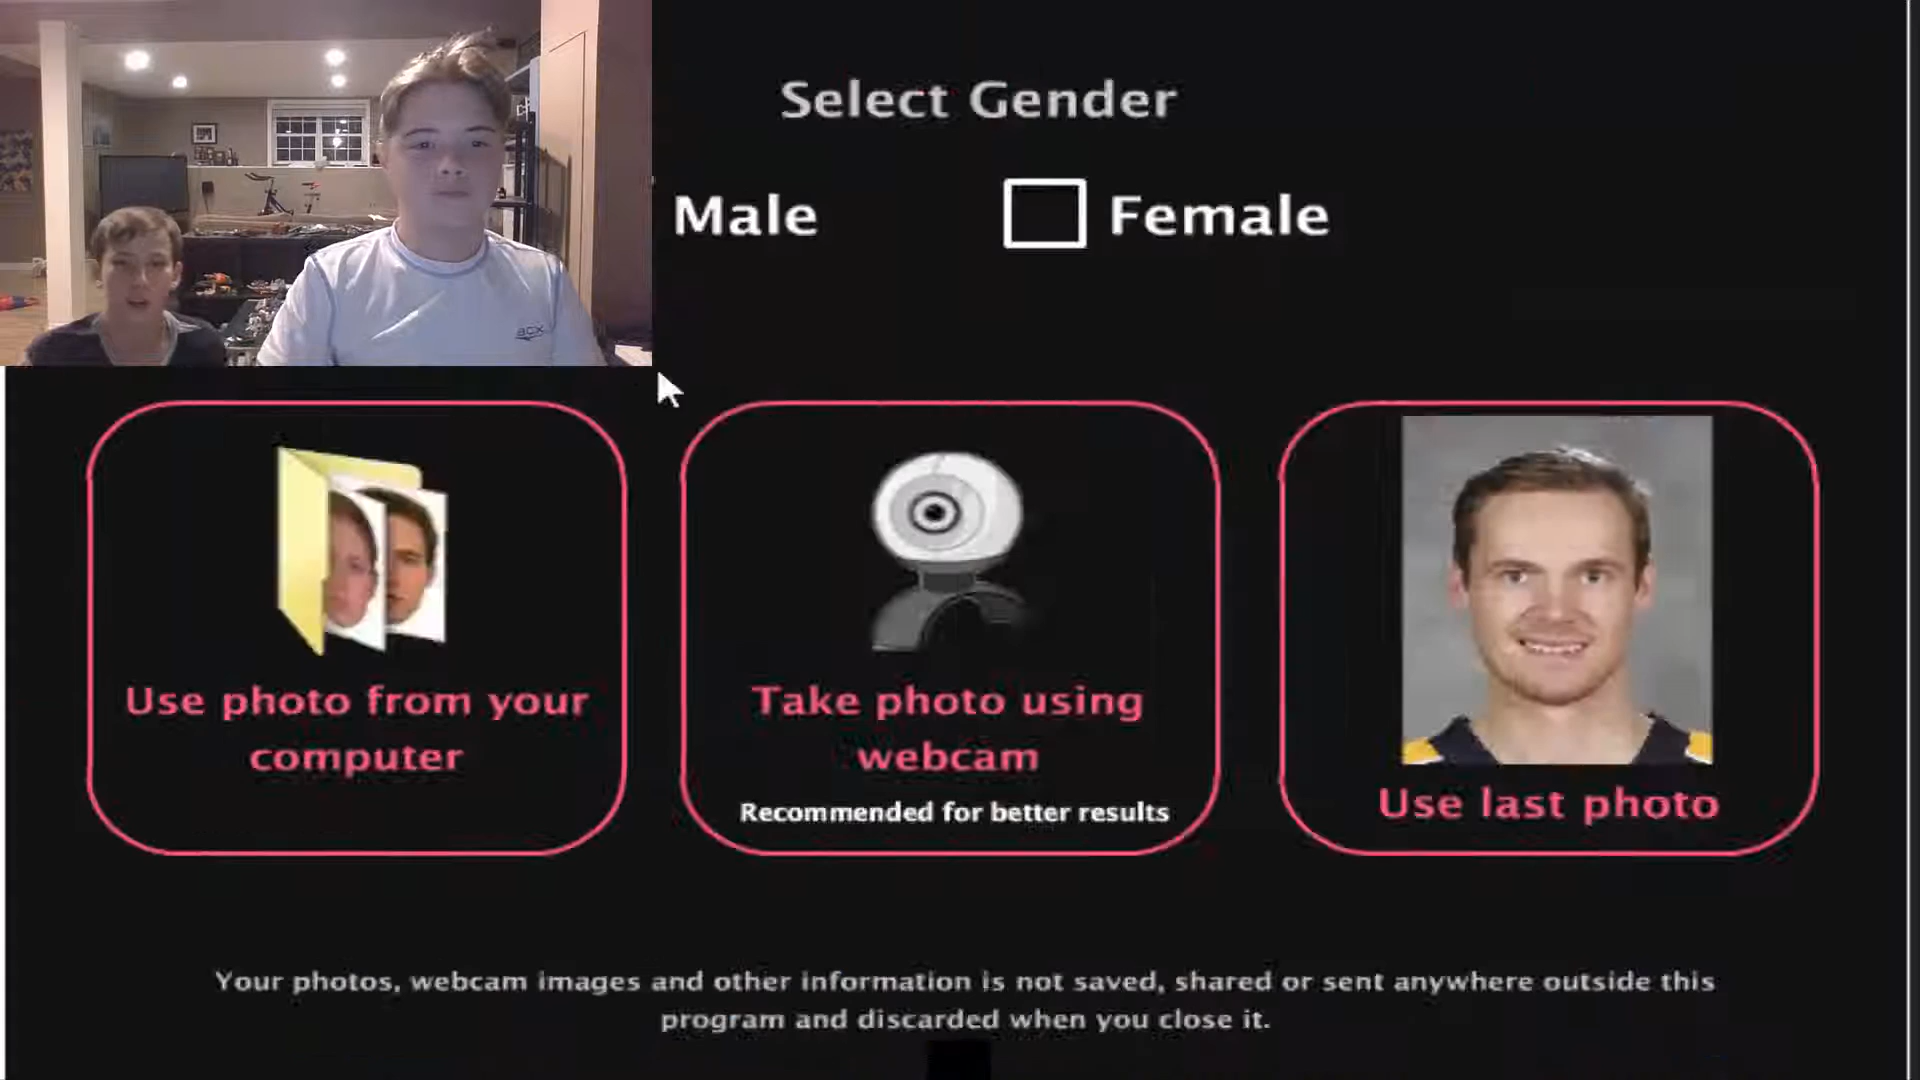 Select Gender
Male
Female
Use photo from your
computer
Take photo using
webcam
Recommended for better results
Use last photo
Your photos, webcam images and other information is not saved, shared or sent anywhere outside this
program and discarded when you close it.